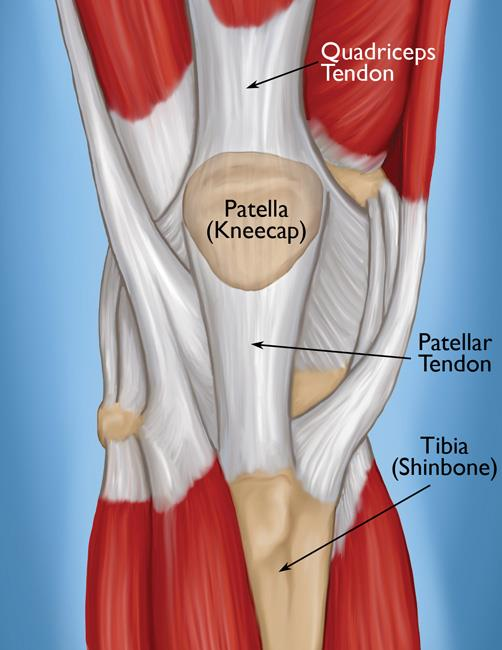 Quadriceps
Tendon
Patella
(Kneecap)
Patellar
Tendon
Tibia
(Shinbone)